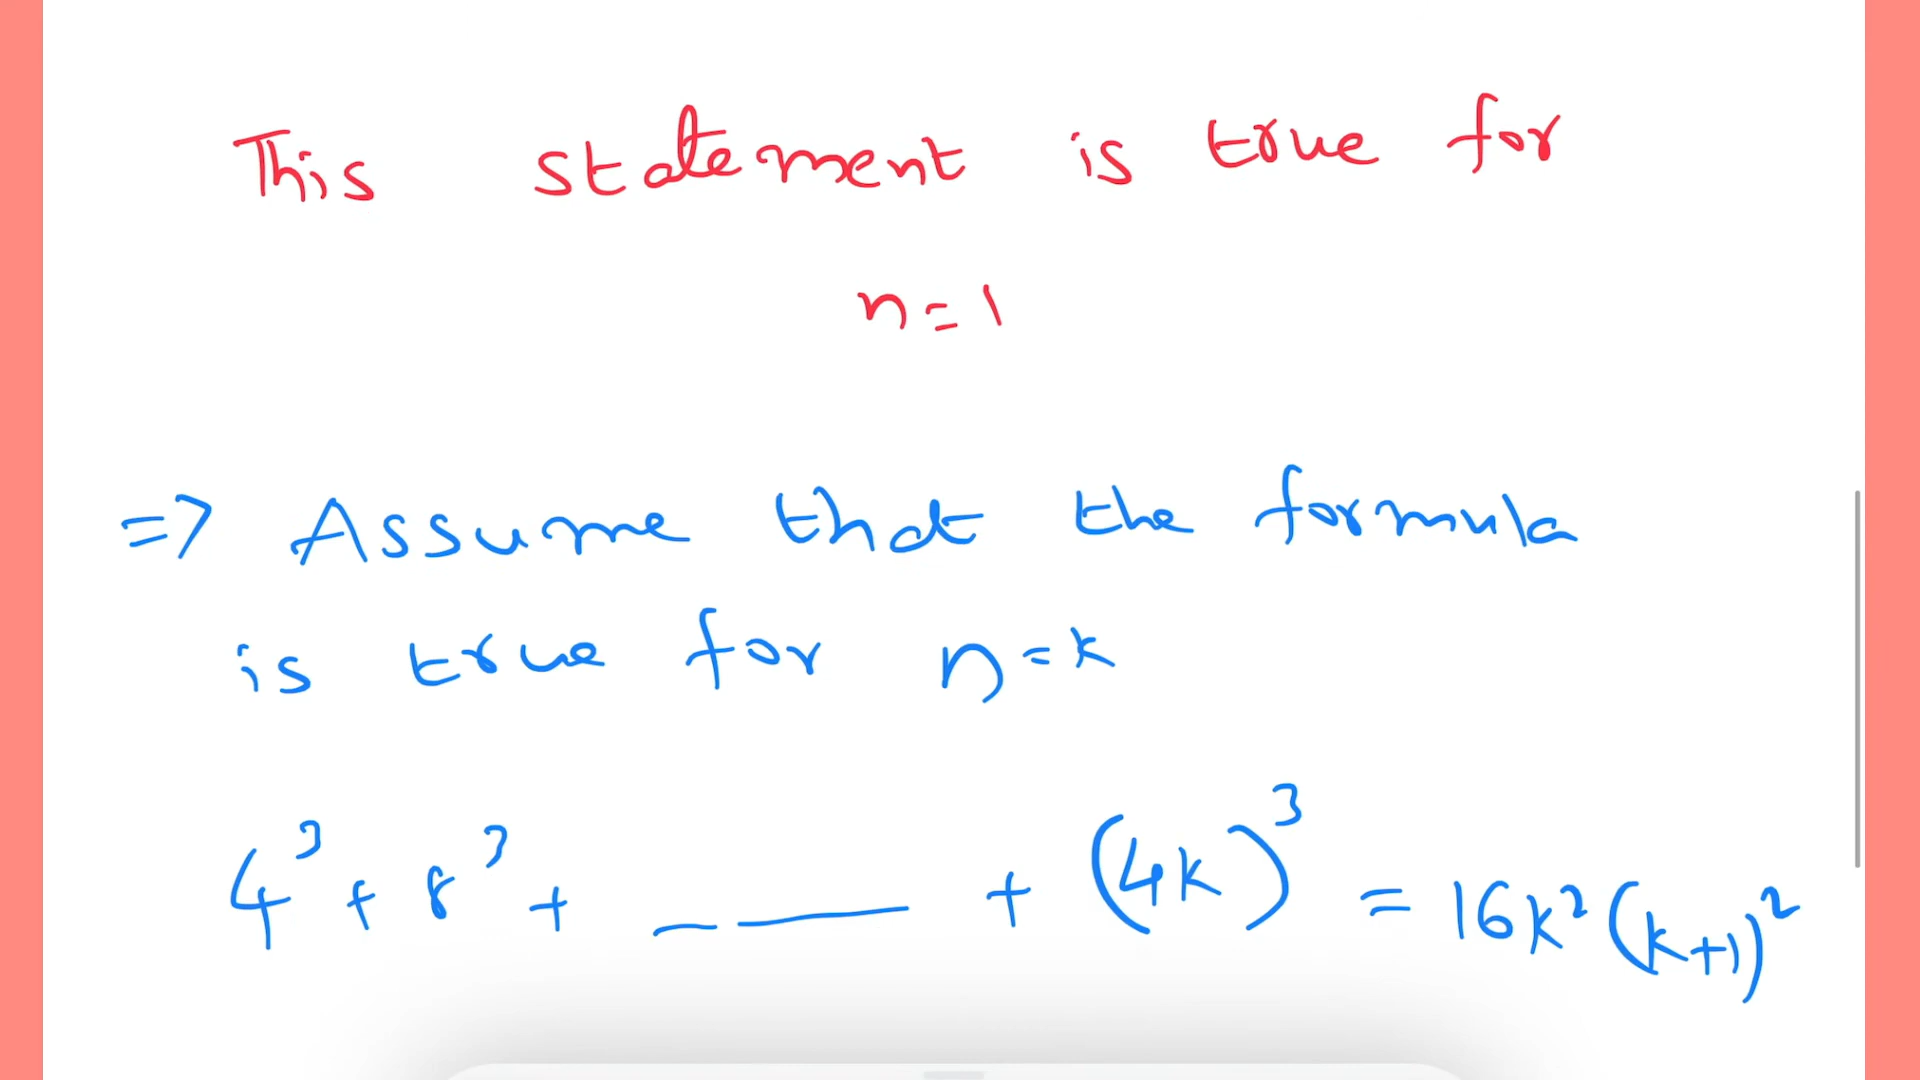 This statement is true for
n = 1
=> Assume that the formula
is true for n = k
4³ + 8³ + _ ___ + (4k)³ = 16k² (k+1)²